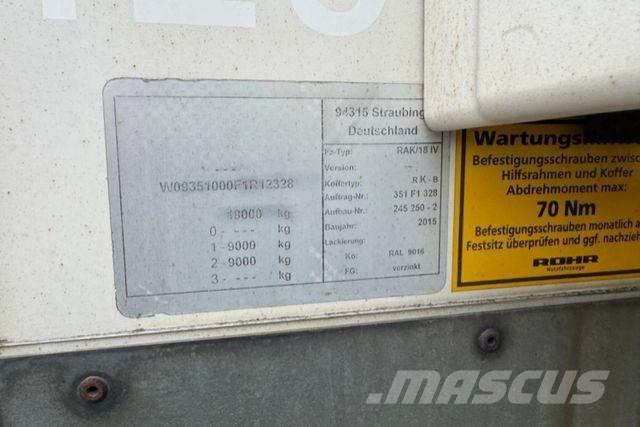 94315 Straubing
Deutschland
- - - -
W09351000F1R12328
18000 kg
0 - - - - kg
1 - 9000 kg
2 - 9000 kg
3 - - - - kg
Fz-Typ: RAK/18 IV
Version: ---
Koffertyp: RK-B
Auftrag-Nr.: 351 F1 328
Aufbau-Nr.: 245 250 - 2
Baujahr: 2015
Lackierung:
Ko: RAL 9016
FG: verzinkt
Befestigungsschrauben
Hilfsrahmen und Koffer
Abdrehmoment max:
70 Nm
Befestigungsschrauben monatlich
Festsitz überprüfen und ggf.
ROHR
Nutzfahrzeuge
MASCUS